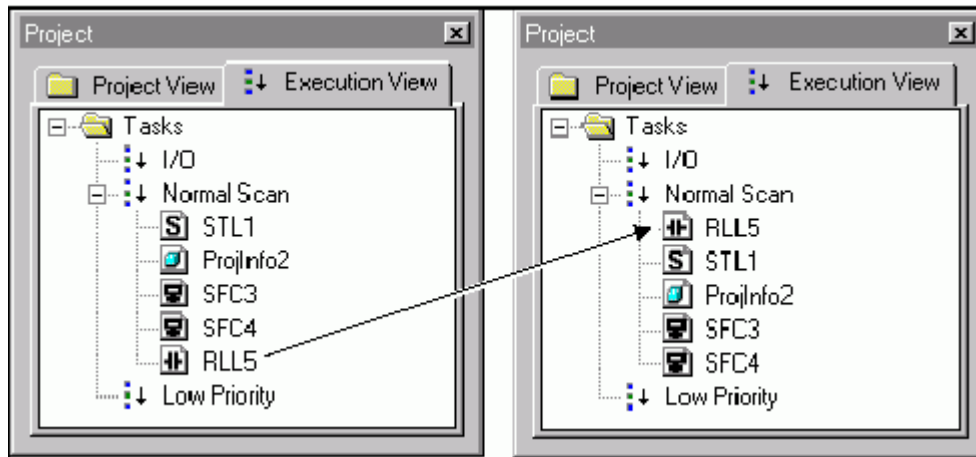 Project
Project View
Execution View
Tasks
I/O
Normal Scan
STL1
ProjInfo2
SFC3
SFC4
RLL5
Low Priority
Project
Project View
Execution View
Tasks
I/O
Normal Scan
RLL5
STL1
ProjInfo2
SFC3
SFC4
Low Priority